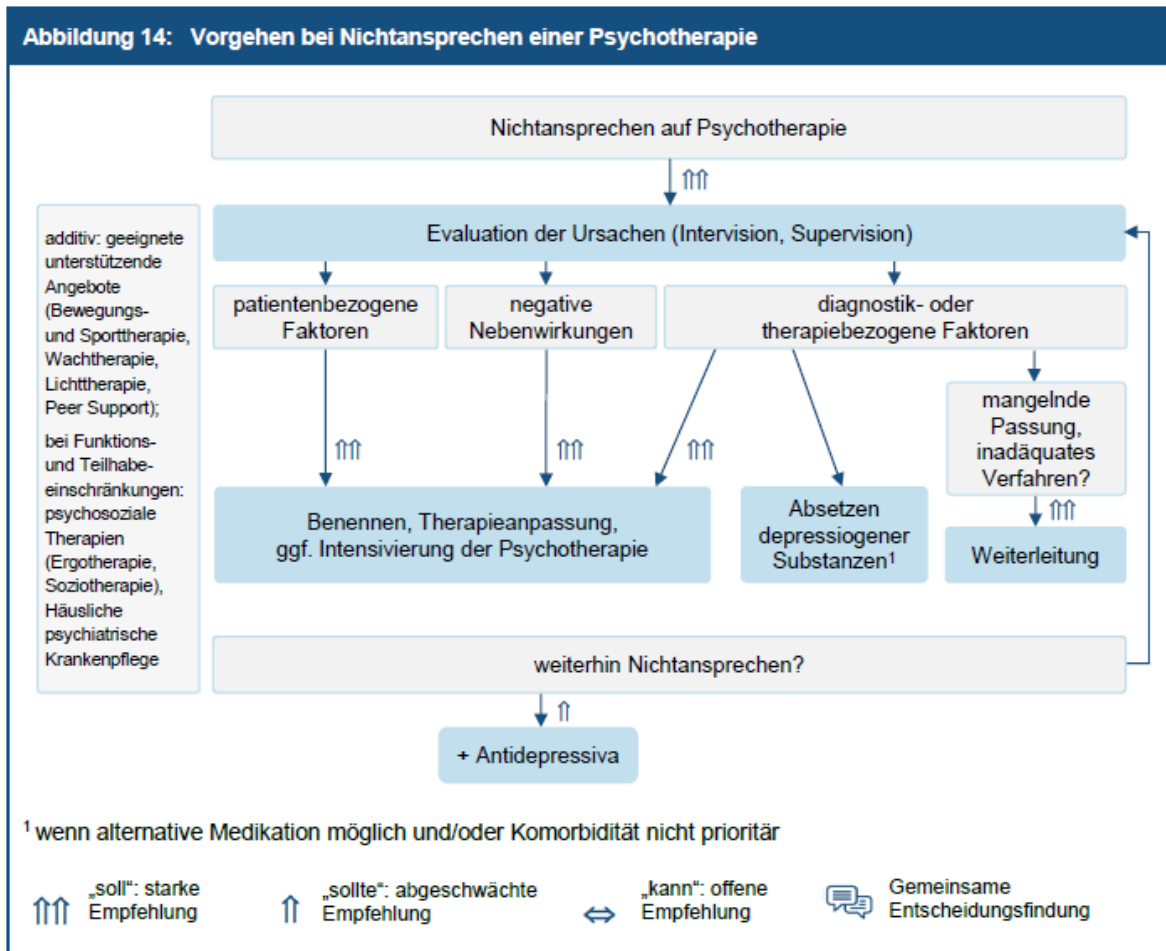 Abbildung 14: Vorgehen bei Nichtansprechen einer Psychotherapie
Nichtansprechen auf Psychotherapie
⇑⇑
Evaluation der Ursachen (Intervision, Supervision)
additiv: geeignete
unterstützende
Angebote
(Bewegungs-
und Sporttherapie,
Wachtherapie,
Lichttherapie,
Peer Support);
bei Funktions-
und Teilhabe-
einschränkungen:
psychosoziale
Therapien
(Ergotherapie,
Soziotherapie),
Häusliche
psychiatrische
Krankenpflege
patientenbezogene
Faktoren
negative
Nebenwirkungen
diagnostik- oder
therapiebezogene Faktoren
mangelnde
Passung,
inadäquates
Verfahren?
⇑⇑
⇑⇑
⇑⇑
⇑⇑
Benennen, Therapieanpassung,
ggf. Intensivierung der Psychotherapie
Absetzen
depressiogener
Substanzen¹
Weiterleitung
weiterhin Nichtansprechen?
⇑
+ Antidepressiva
¹ wenn alternative Medikation möglich und/oder Komorbidität nicht prioritär
⇑⇑ „soll“: starke
Empfehlung
⇑ „sollte“: abgeschwächte
Empfehlung
⇔ „kann“: offene
Empfehlung
Gemeinsame
Entscheidungsfindung